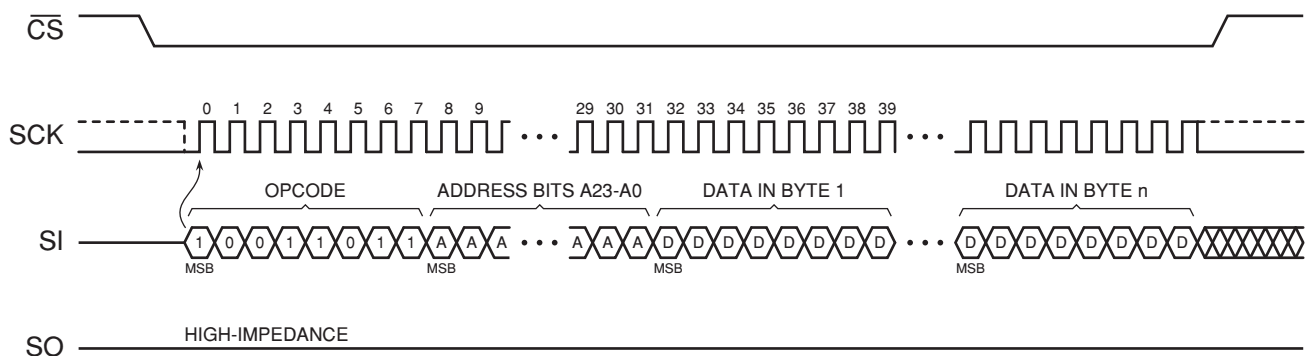 CS
0 1 2 3 4 5 6 7 8 9 29 30 31 32 33 34 35 36 37 38 39
SCK
OPCODE ADDRESS BITS A23-A0 DATA IN BYTE 1 DATA IN BYTE n
SI 1 0 0 1 1 0 1 1 A A A A A A D D D D D D D D D D D D D D D D
MSB MSB MSB MSB
HIGH-IMPEDANCE
SO